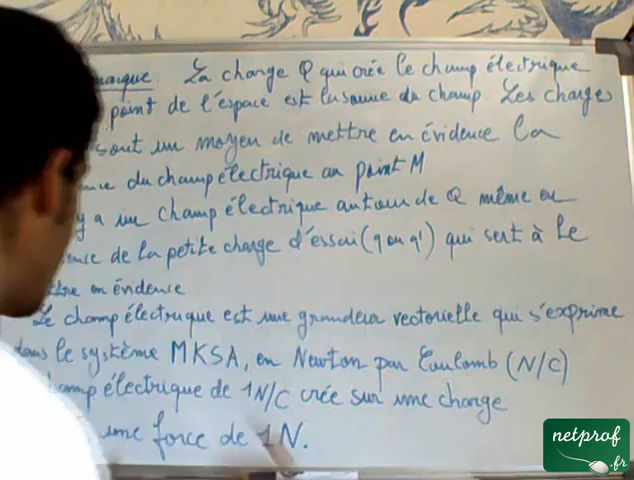 La charge Q qui crée le champ électrique
point de l'espace est la source du champ. Les charges
sont un moyen de mettre en évidence la
du champ électrique au point M
y a un champ électrique autour de Q même en
de la petite charge d'essai (q ou q') qui sert à le
en évidence
Le champ électrique est une grandeur vectorielle qui s'exprime
dans le système MKSA, en Newton par Coulomb (N/C)
champ électrique de 1N/C crée sur une charge
une force de 1N.
netprof
.fr